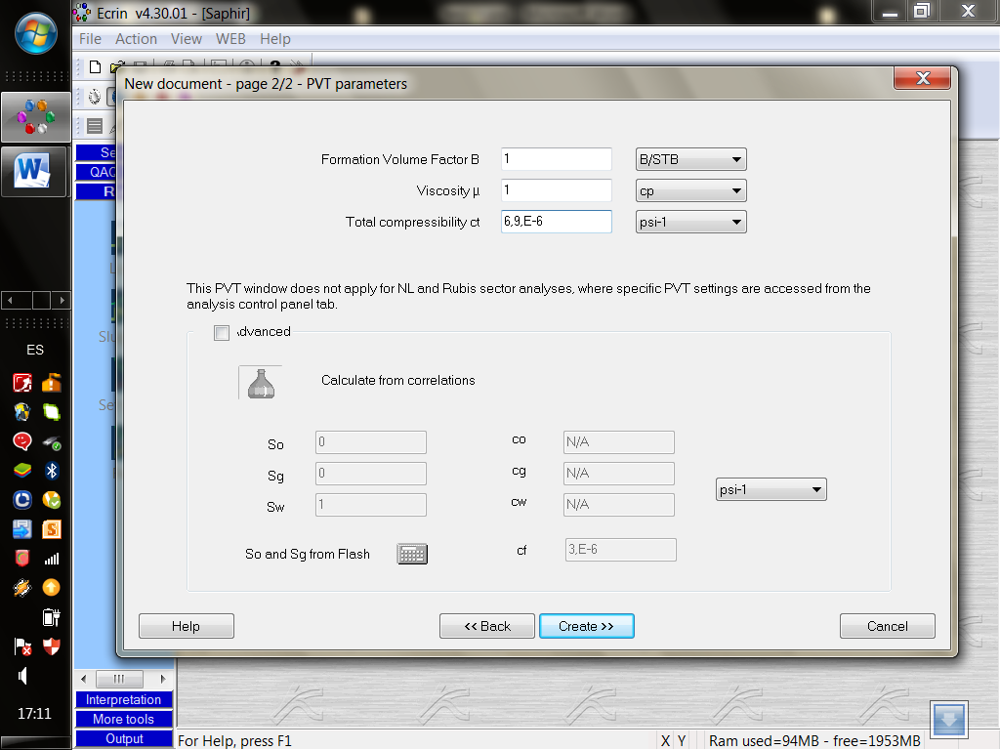 Ecrin v4.30.01 - [Saphir]
File Action View WEB Help
New document - page 2/2 - PVT parameters
Formation Volume Factor B 1 B/STB
Viscosity µ 1 cp
Total compressibility ct 6,9,E-6 psi-1
This PVT window does not apply for NL and Rubis sector analyses, where specific PVT settings are accessed from the
analysis control panel tab.
Advanced
Calculate from correlations
So 0 co N/A
Sg 0 cg N/A
psi-1
Sw 1 cw N/A
So and Sg from Flash cf 3,E-6
Help << Back Create >> Cancel
ES
17:11
Interpretation
More tools
Output
For Help, press F1 X Y Ram used=94MB - free=1953MB